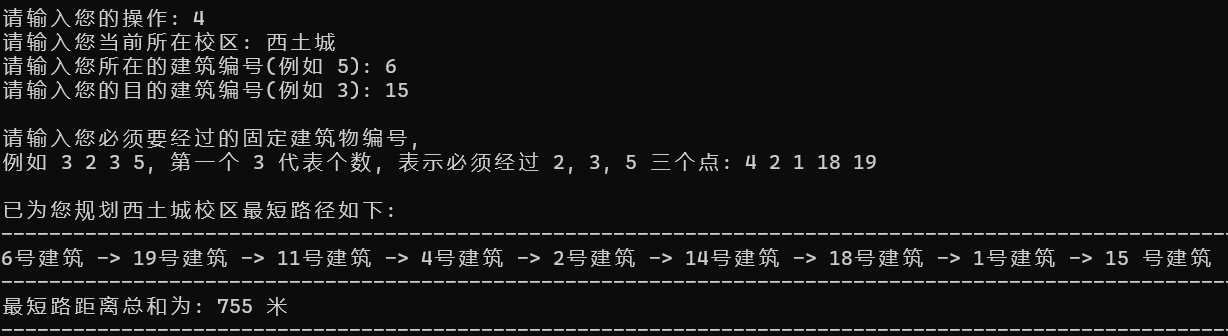 请输入您的操作: 4
请输入您当前所在校区: 西土城
请输入您所在的建筑编号(例如 5): 6
请输入您的目的建筑编号(例如 3): 15
请输入您必须要经过的固定建筑物编号,
例如 3 2 3 5, 第一个 3 代表个数, 表示必须经过 2, 3, 5 三个点: 4 2 1 18 19
已为您规划西土城校区最短路径如下:
6号建筑 -> 19号建筑 -> 11号建筑 -> 4号建筑 -> 2号建筑 -> 14号建筑 -> 18号建筑 -> 1号建筑 -> 15 号建筑
最短路距离总和为: 755 米